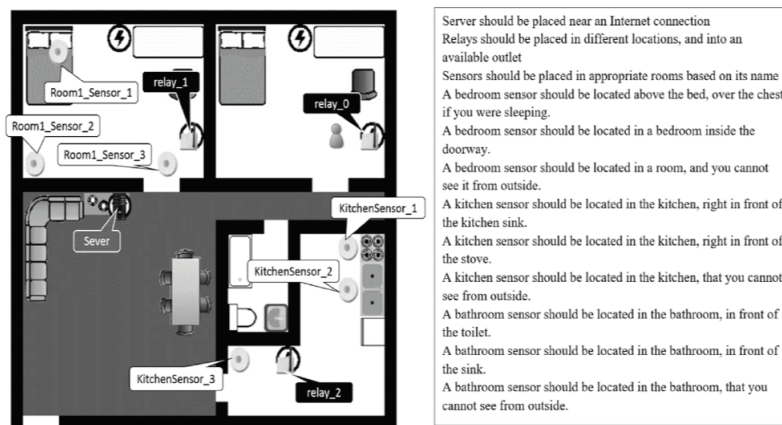 Room1_Sensor_1
relay_1
relay_0
Room1_Sensor_2
Room1_Sensor_3
Sever
KitchenSensor_1
KitchenSensor_2
KitchenSensor_3
relay_2
Server should be placed near an Internet connection
Relays should be placed in different locations, and into an
available outlet
Sensors should be placed in appropriate rooms based on its name
A bedroom sensor should be located above the bed, over the chest
if you were sleeping.
A bedroom sensor should be located in a bedroom inside the
doorway.
A bedroom sensor should be located in a room, and you cannot
see it from outside.
A kitchen sensor should be located in the kitchen, right in front of
the kitchen sink.
A kitchen sensor should be located in the kitchen, right in front of
the stove.
A kitchen sensor should be located in the kitchen, that you cannot
see from outside.
A bathroom sensor should be located in the bathroom, in front of
the toilet.
A bathroom sensor should be located in the bathroom, in front of
the sink.
A bathroom sensor should be located in the bathroom, that you
cannot see from outside.